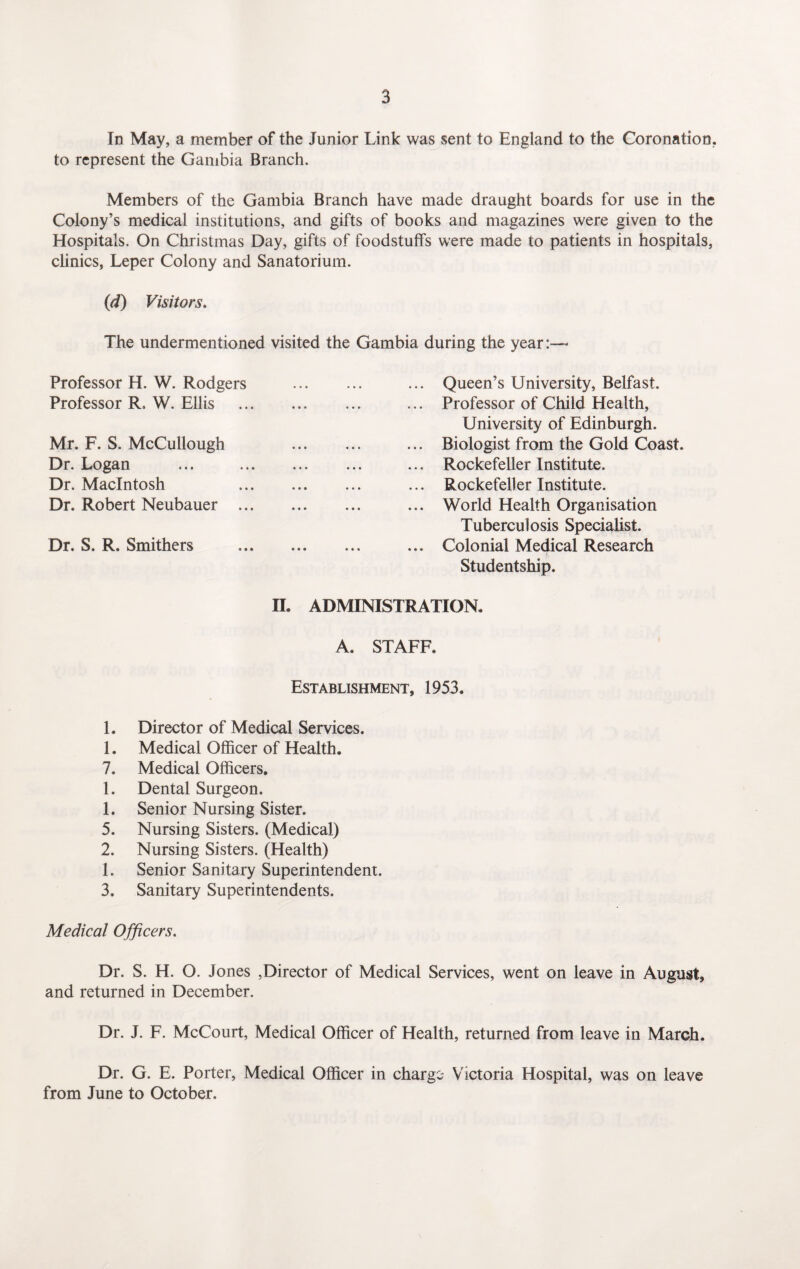 3
In May, a member of the Junior Link was sent to England to the Coronation,
to represent the Gambia Branch.
Members of the Gambia Branch have made draught boards for use in the
Colony's medical institutions, and gifts of books and magazines were given to the
Hospitals. On Christmas Day, gifts of foodstuffs were made to patients in hospitals,
clinics, Leper Colony and Sanatorium.
(d) Visitors.
The undermentioned visited the Gambia during the year:—
Professor H. W. Rodgers ... ... ... Queen's University, Belfast.
Professor R. W. Ellis ... ... ... ... Professor of Child Health,
University of Edinburgh.
Mr. F. S. McCullough ... ... ... Biologist from the Gold Coast.
Dr. Logan ... ... ... ... ... Rockefeller Institute.
Dr. MacIntosh ... ... ... ... Rockefeller Institute.
Dr. Robert Neubauer ... ... ... ... World Health Organisation
Tuberculosis Specialist.
Dr. S. R. Smithers ... ... ... ... Colonial Medical Research
Studentship.
II. ADMINISTRATION.
A. STAFF.
ESTABLISHMENT, 1953.
1. Director of Medical Services.
1. Medical Officer of Health.
7. Medical Officers.
1. Dental Surgeon.
1. Senior Nursing Sister.
5. Nursing Sisters. (Medical)
2. Nursing Sisters. (Health)
1. Senior Sanitary Superintendent.
3. Sanitary Superintendents.
Medical Officers.
Dr. S. H. O. Jones ,Director of Medical Services, went on leave in August,
and returned in December.
Dr. J. F. McCourt, Medical Officer of Health, returned from leave in March.
Dr. G. E. Porter, Medical Officer in charge Victoria Hospital, was on leave
from June to October.